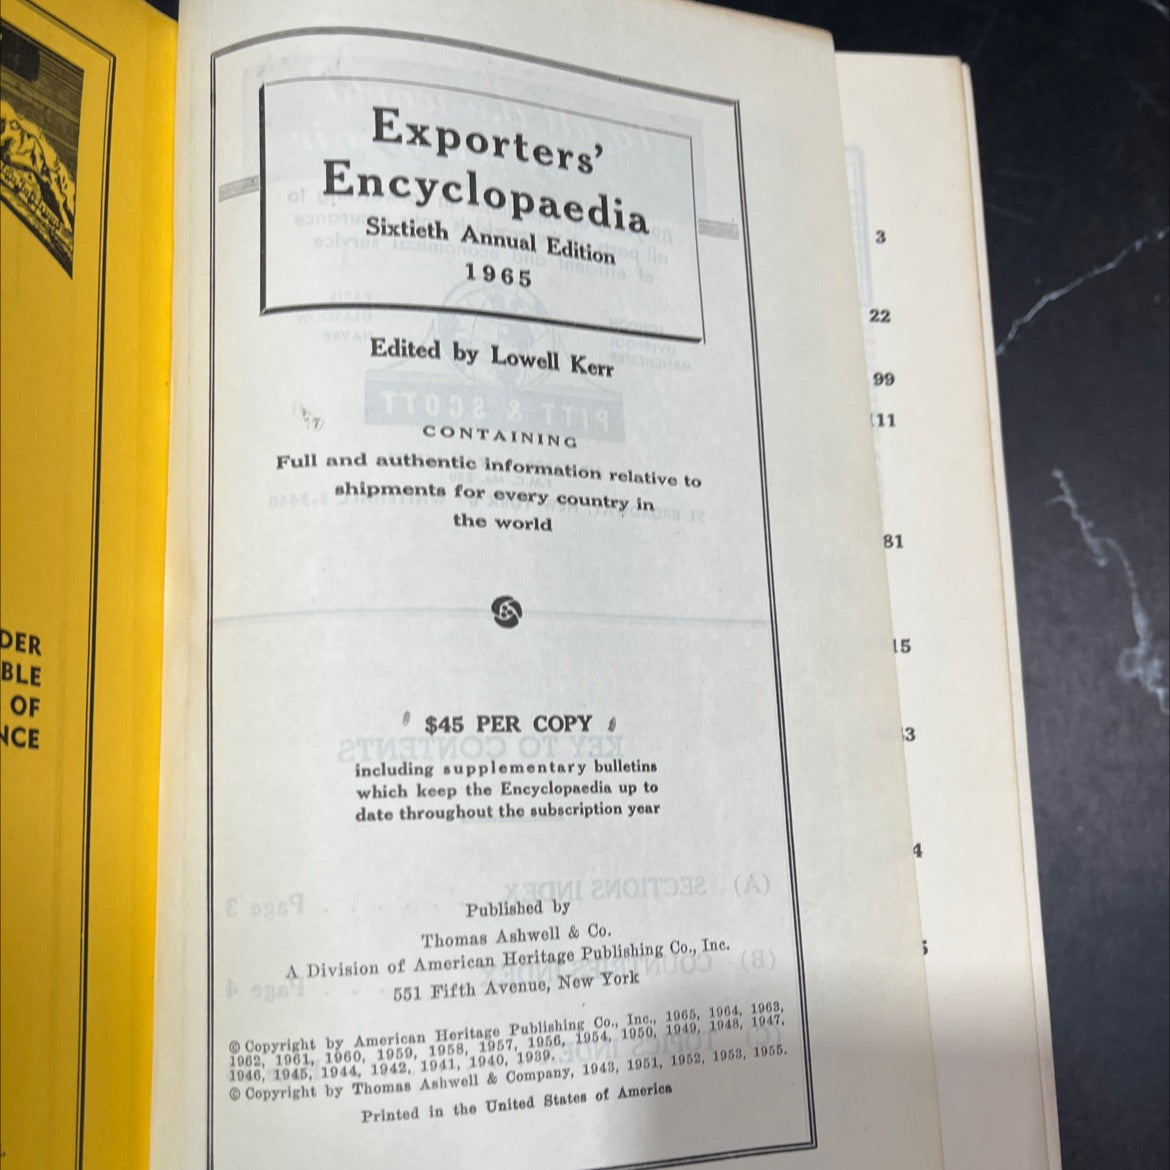 DER
BLE
OF
NCE
Exporters'
Encyclopaedia
Sixtieth Annual Edition
1965
Edited by Lowell Kerr
CONTAINING
Full and authentic information relative to
shipments for every country in
the world
$45 PER COPY
including supplementary bulletins
which keep the Encyclopaedia up to
date throughout the subscription year
Published by
Thomas Ashwell & Co.
A Division of American Heritage Publishing Co., Inc.
551 Fifth Avenue, New York
© Copyright by American Heritage Publishing Co., Inc., 1965, 1964, 1963,
1962, 1961, 1960, 1959, 1958, 1957, 1956, 1954, 1950, 1949, 1948, 1947,
1946, 1945, 1944, 1942, 1941, 1940, 1939.
© Copyright by Thomas Ashwell & Company, 1943, 1951, 1952, 1953, 1955.
Printed in the United States of America
3
22
99
11
81
15
3
4